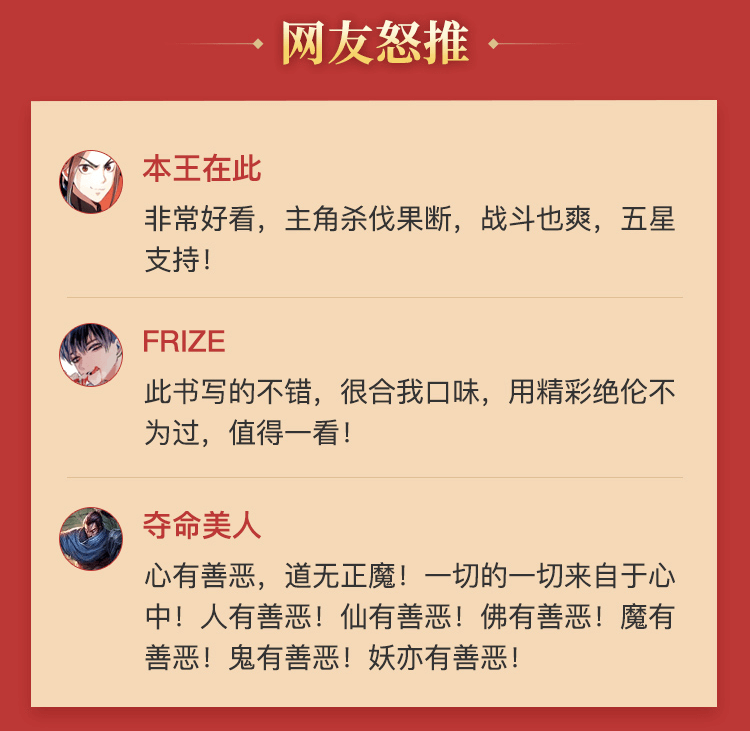 网友怒推
本王在此
非常好看，主角杀伐果断，战斗也爽，五星
支持！
FRIZE
此书写的不错，很合我口味，用精彩绝伦不
为过，值得一看！
夺命美人
心有善恶，道无正魔！一切的一切来自于心
中！人有善恶！仙有善恶！佛有善恶！魔有
善恶！鬼有善恶！妖亦有善恶！